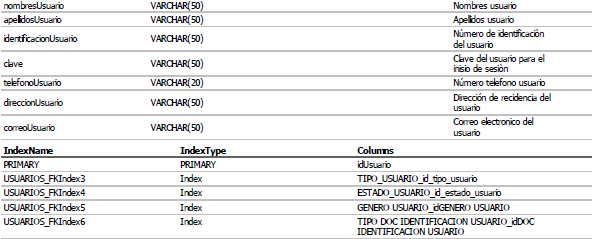 nombresUsuario VARCHAR(50) Nombres usuario
apellidosUsuario VARCHAR(50) Apellidos usuario
identificacionUsuario VARCHAR(50) Número de identificaciòn
del usuario
clave VARCHAR(50) Clave del usuario para el
inisio de sesiòn
telefonoUsuario VARCHAR(20) Número telefono usuario
direccionUsuario VARCHAR(50) Dirección de residencia del
usuario
correoUsuario VARCHAR(50) Correo electronico del
usuario
IndexName IndexType Columns
PRIMARY PRIMARY idUsuario
USUARIOS_FKIndex3 Index TIPO_USUARIO_id_tipo_usuario
USUARIOS_FKIndex4 Index ESTADO_USUARIO_id_estado_usuario
USUARIOS_FKIndex5 Index GENERO USUARIO_idGENERO USUARIO
USUARIOS_FKIndex6 Index TIPO DOC IDENTIFICACION USUARIO_idDOC
IDENTIFICACION USUARIO